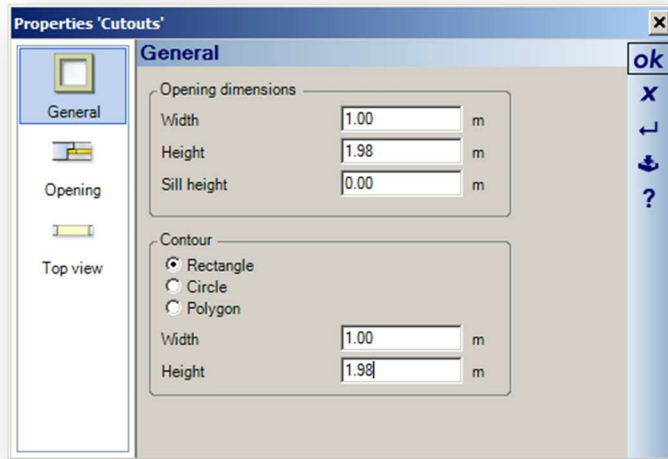 Properties 'Cutouts'
General
Opening
Top view
General
Opening dimensions
Width 1.00 m
Height 1.98 m
Sill height 0.00 m
Contour
Rectangle
Circle
Polygon
Width 1.00 m
Height 1.98 m
ok
x
?